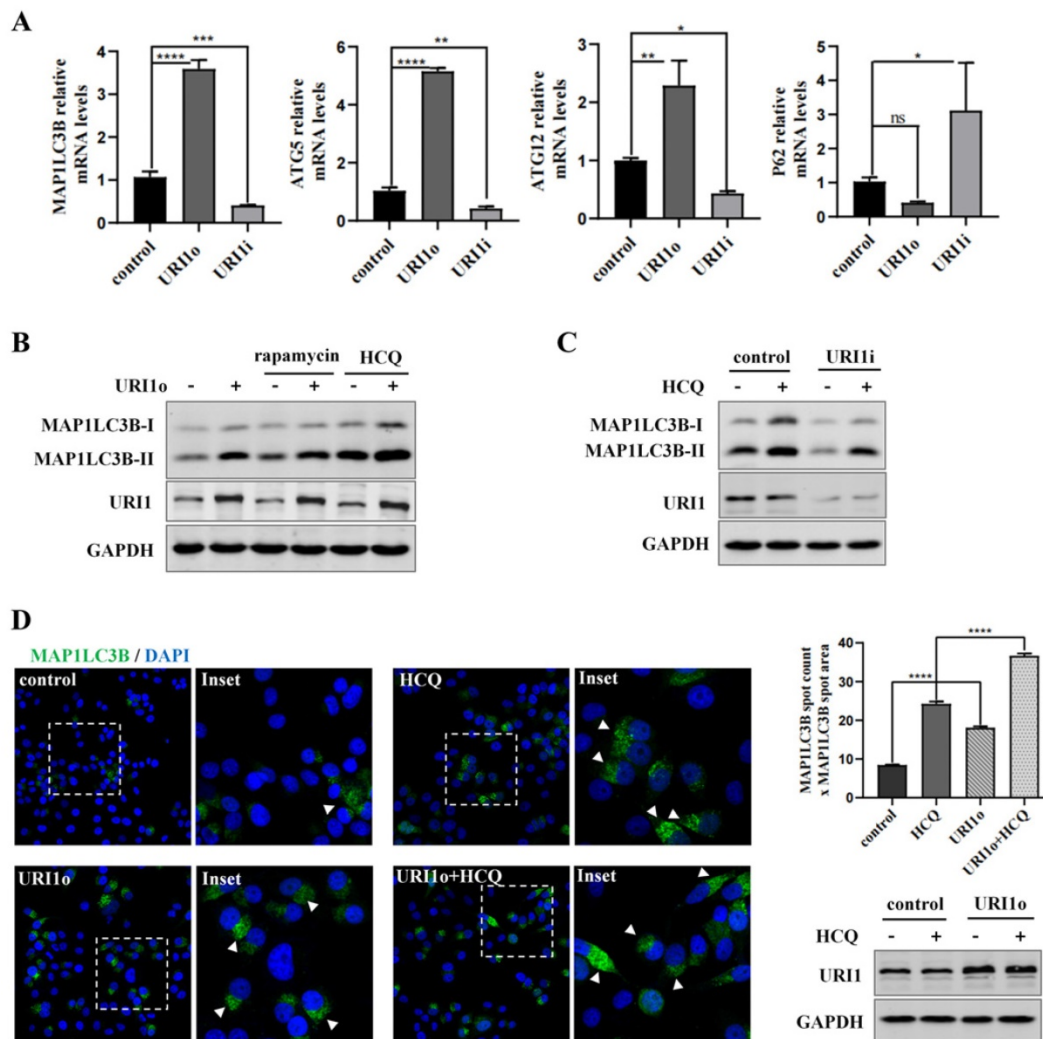 A
MAP1LC3B relative
mRNA levels
4
3
2
1
0
****
***
control
URI1o
URI1i
ATG5 relative
mRNA levels
6
4
2
0
****
**
control
URI1o
URI1i
ATG12 relative
mRNA levels
3
2
1
0
**
*
control
URI1o
URI1i
P62 relative
mRNA levels
5
4
3
2
1
0
ns
*
control
URI1o
URI1i
B
rapamycin HCQ
URI1o - + - + - +
MAP1LC3B-I
MAP1LC3B-II
URI1
GAPDH
C
control URI1i
HCQ - + - +
MAP1LC3B-I
MAP1LC3B-II
URI1
GAPDH
D
MAP1LC3B / DAPI
control
Inset
HCQ
Inset
URI1o
Inset
URI1o+HCQ
Inset
MAP1LC3B spot count
x MAP1LC3B spot area
40
30
20
10
0
****
****
control
HCQ
URI1o
URI1o+HCQ
control URI1o
HCQ - + - +
URI1
GAPDH